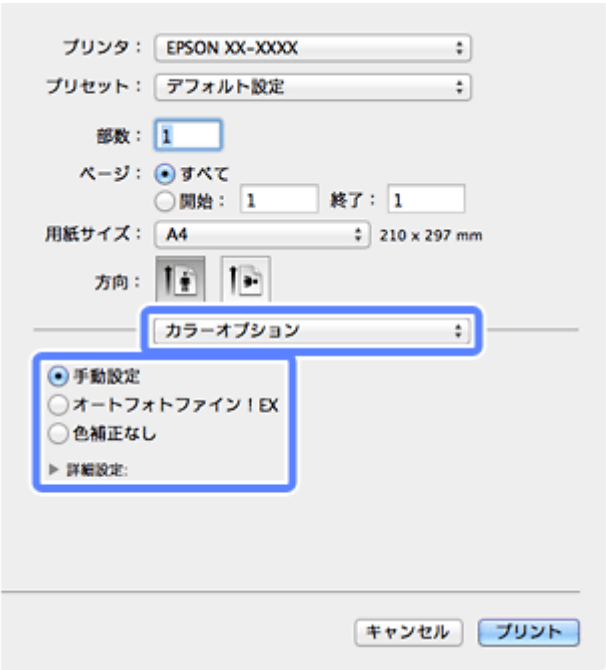 プリンタ： EPSON XX-XXXX
プリセット： デフォルト設定
部数： 1
ページ： すべて
開始： 1 終了： 1
用紙サイズ： A4 210 x 297 mm
方向：
カラーオプション
手動設定
オートフォトファイン！EX
色補正なし
詳細設定:
キャンセル プリント